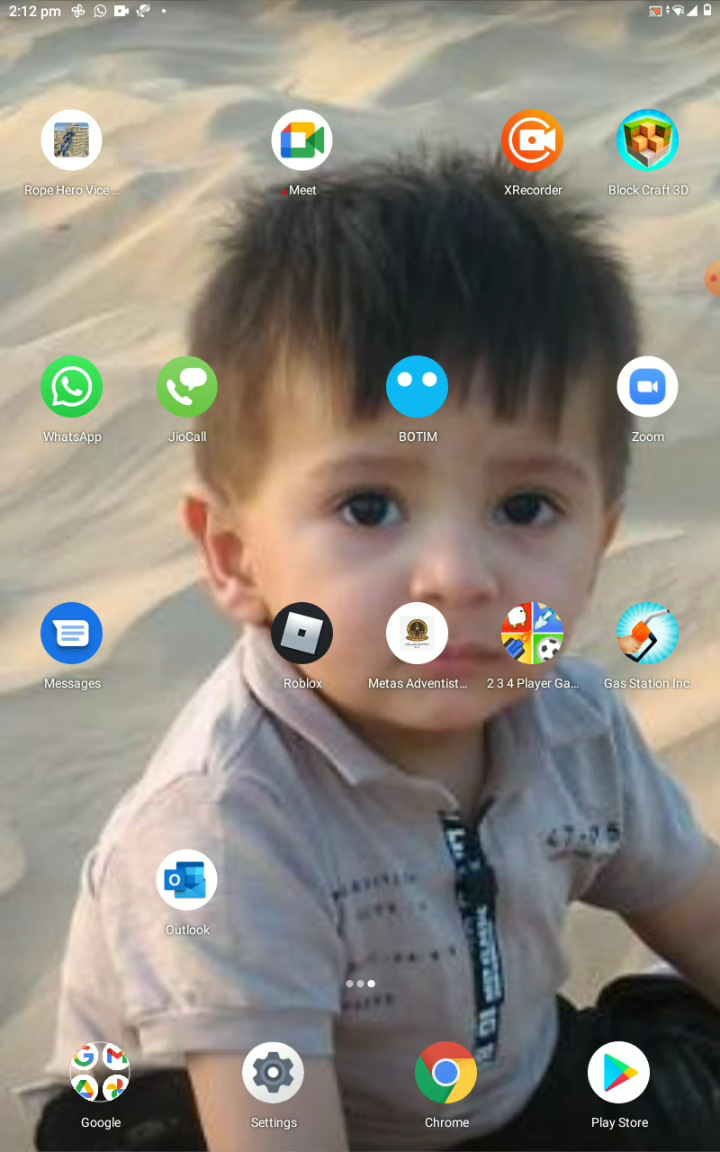 2:12 pm
Rope Hero Vice ...
Meet
XRecorder
Block Craft 3D
WhatsApp
JioCall
BOTIM
Zoom
Messages
Roblox
Metas Adventist...
2 3 4 Player Ga...
Gas Station Inc.
Outlook
Google
Settings
Chrome
Play Store